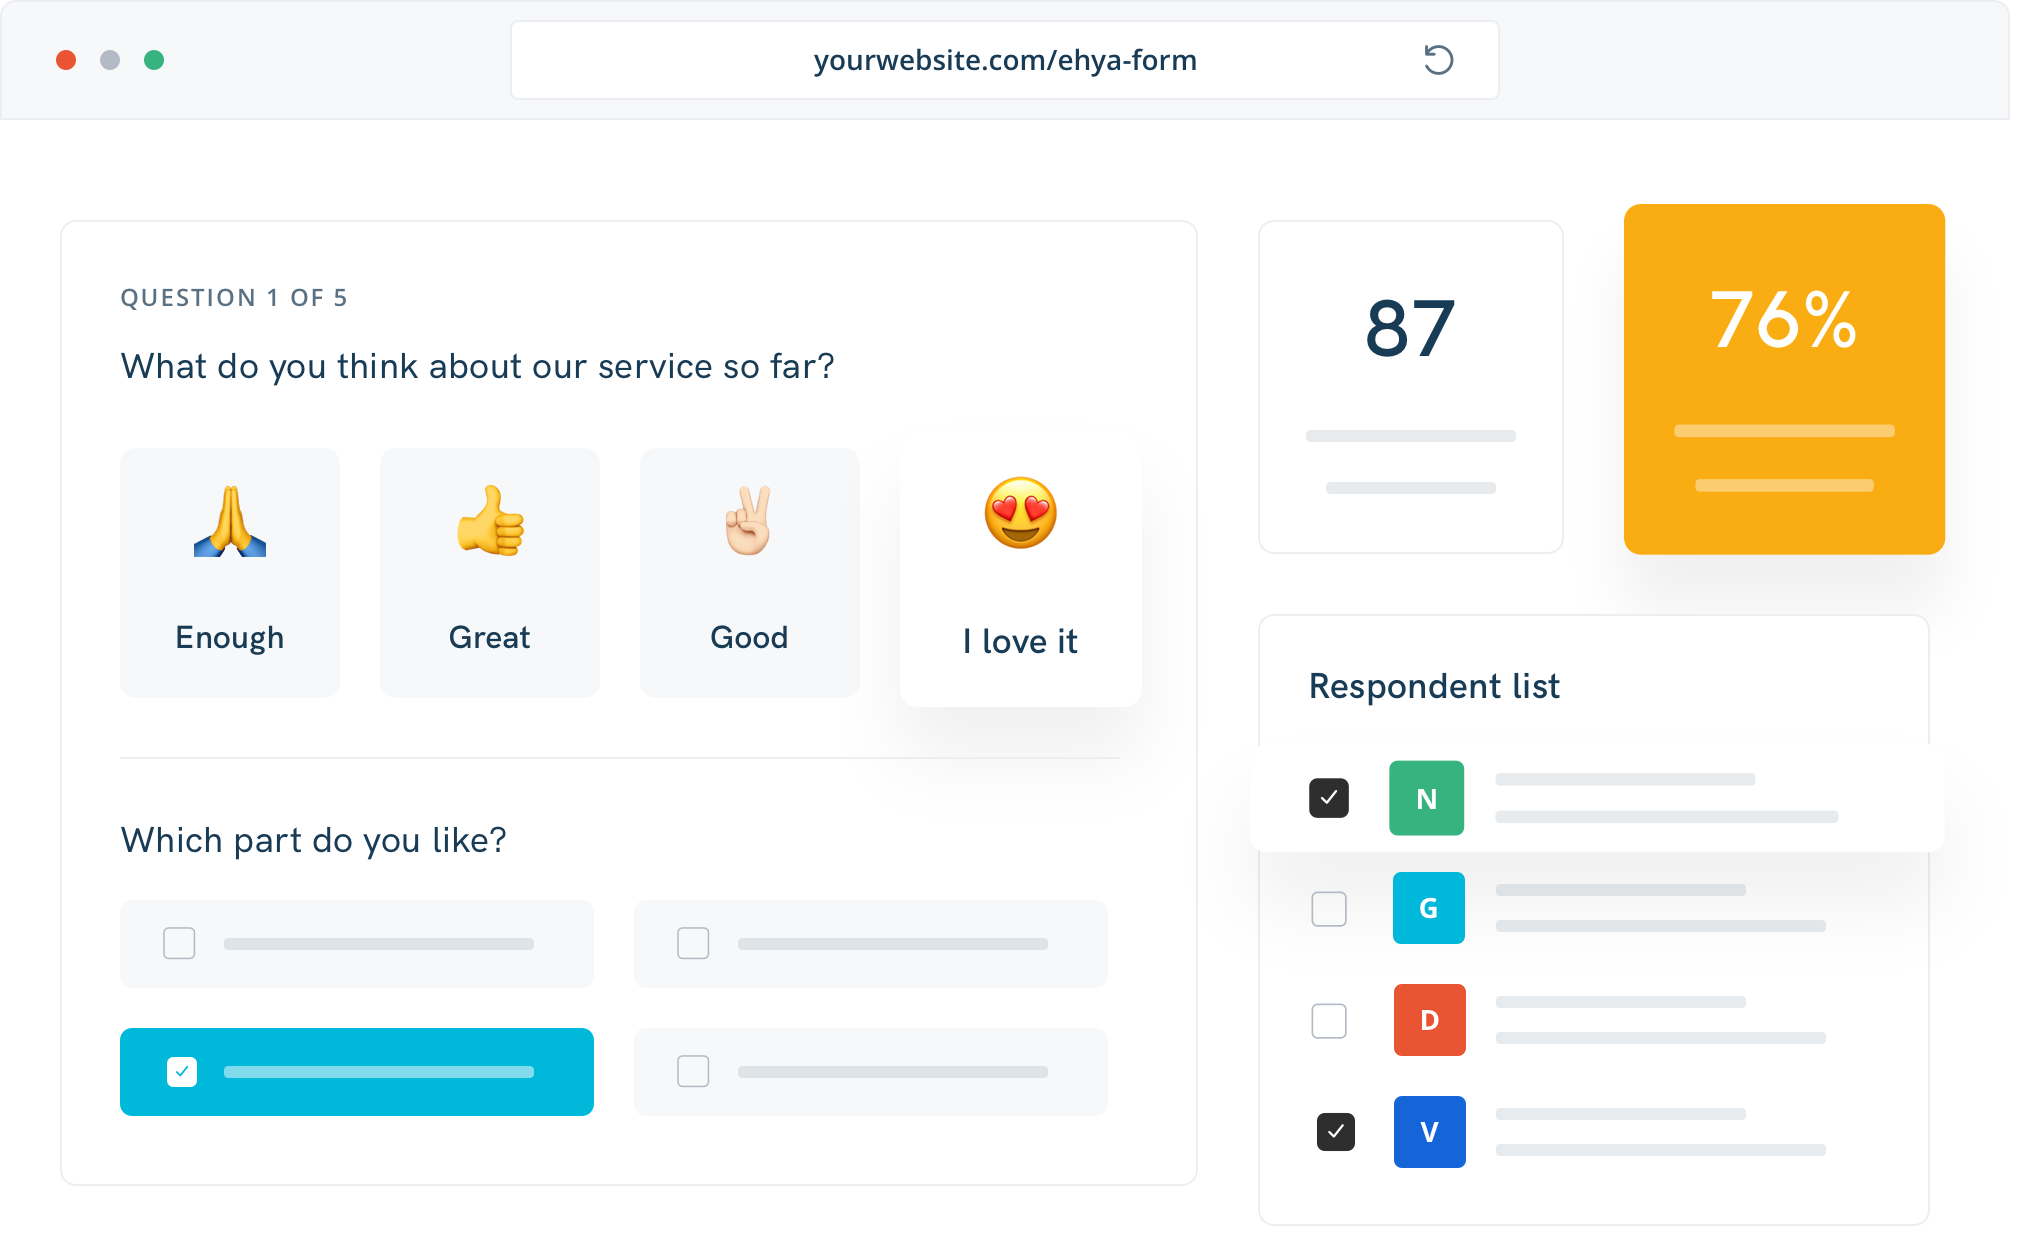 yourwebsite.com/ehya-form
QUESTION 1 OF 5
What do you think about our service so far?
Enough
Great
Good
I love it
Which part do you like?
87
76%
Respondent list
N
G
D
V